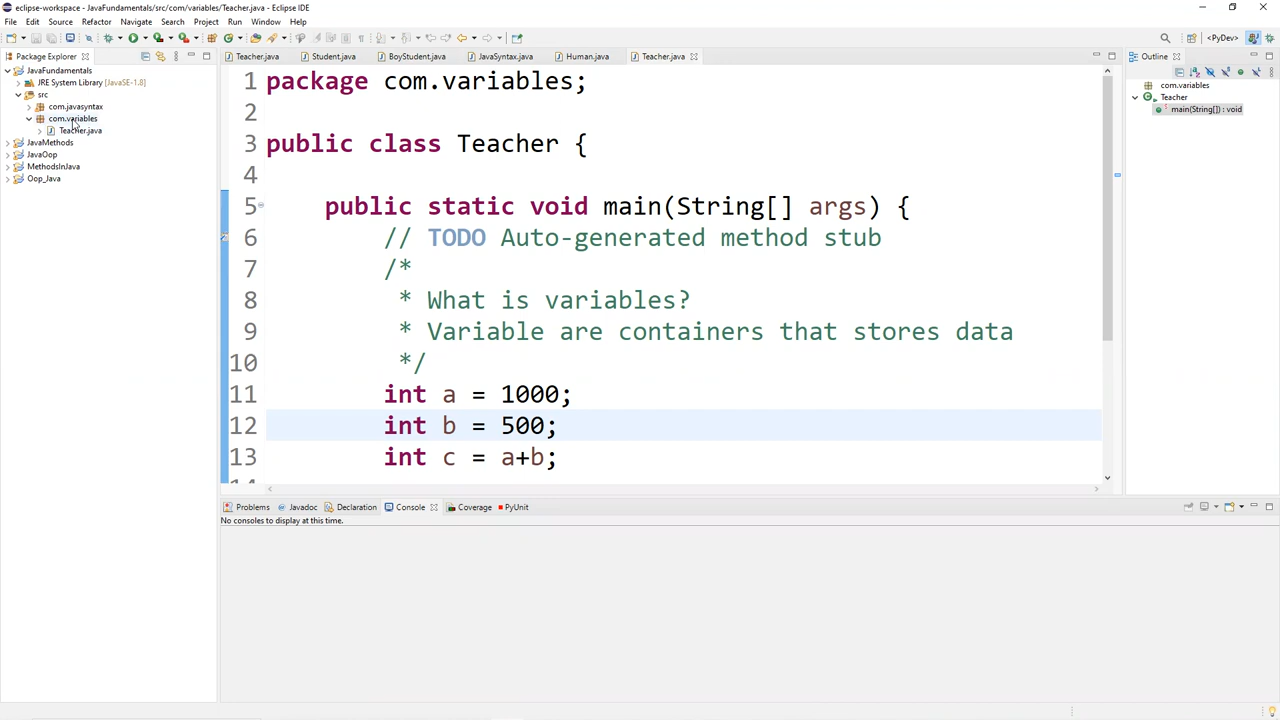 eclipse-workspace - JavaFundamentals/src/com/variables/Teacher.java - Eclipse IDE
File Edit Source Refactor Navigate Search Project Run Window Help
<PyDev>
Package Explorer
JavaFundamentals
JRE System Library [JavaSE-1.8]
src
com.javasyntax
com.variables
Teacher.java
JavaMethods
JavaOop
MethodsInJava
Oop_Java
Teacher.java Student.java BoyStudent.java JavaSyntax.java Human.java Teacher.java
1 package com.variables;
2
3 public class Teacher {
4
5 public static void main(String[] args) {
6 // TODO Auto-generated method stub
7 /*
8 * What is variables?
9 * Variable are containers that stores data
10 */
11 int a = 1000;
12 int b = 500;
13 int c = a+b;
Outline
com.variables
Teacher
main(String[]) : void
Problems Javadoc Declaration Console Coverage PyUnit
No consoles to display at this time.